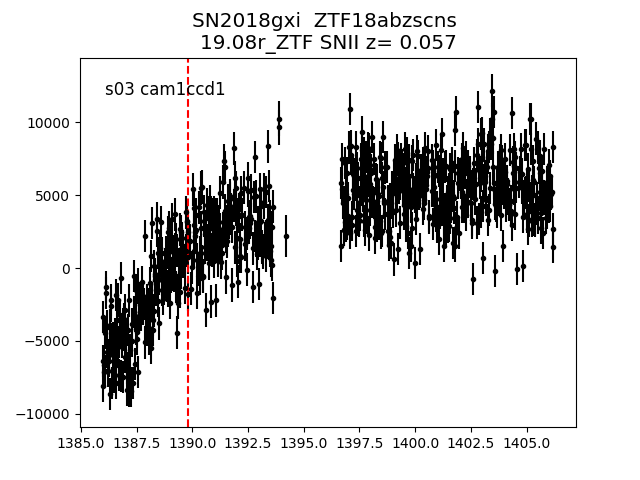 SN2018gxi  ZTF18abzscns
19.08r_ZTF SNII z= 0.057
s03 cam1ccd1
10000
5000
0
−5000
−10000
1385.0 1387.5 1390.0 1392.5 1395.0 1397.5 1400.0 1402.5 1405.0